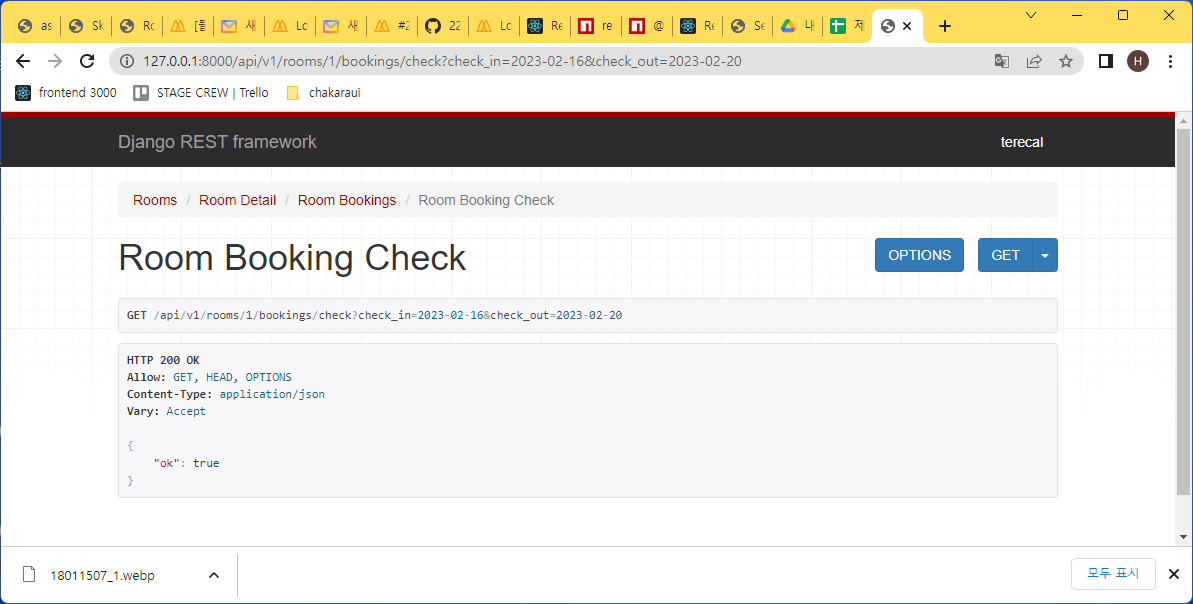 as
Sk
Ro
[틀
새
Lo
새
#2
22
Lo
Re
re
@
Re
Se
내
127.0.0.1:8000/api/v1/rooms/1/bookings/check?check_in=2023-02-16&check_out=2023-02-20
H
frontend 3000
STAGE CREW | Trello
chakaraui
Django REST framework
terecal
Rooms / Room Detail / Room Bookings / Room Booking Check
Room Booking Check
OPTIONS
GET
GET /api/v1/rooms/1/bookings/check?check_in=2023-02-16&check_out=2023-02-20
HTTP 200 OK
Allow: GET, HEAD, OPTIONS
Content-Type: application/json
Vary: Accept
{
"ok": true
}
18011507_1.webp
모두 표시